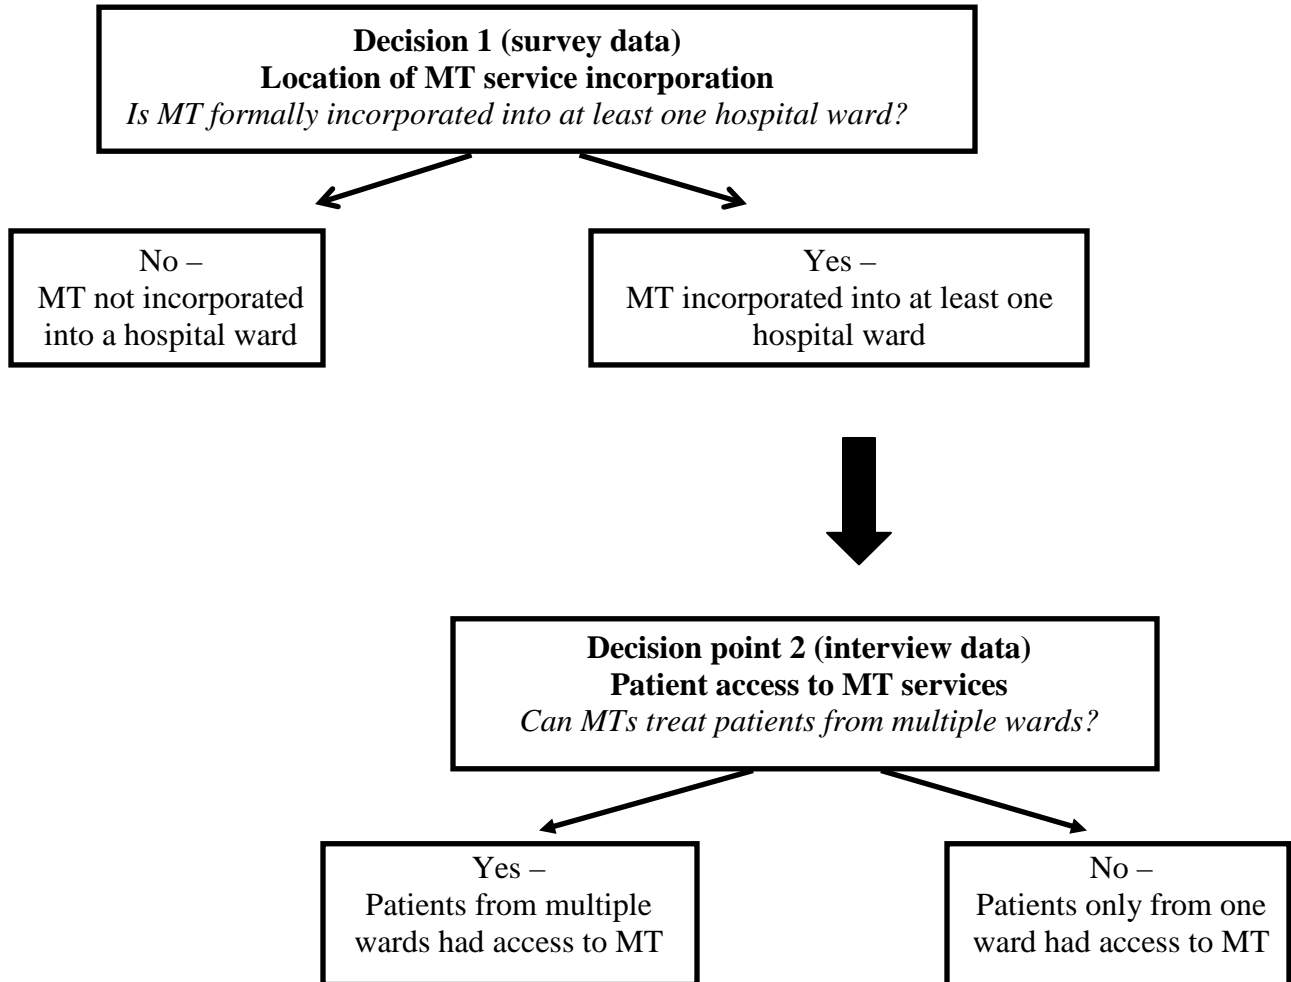 Decision 1 (survey data)
Location of MT service incorporation
Is MT formally incorporated into at least one hospital ward?
No –
MT not incorporated
into a hospital ward
Yes –
MT incorporated into at least one
hospital ward
Decision point 2 (interview data)
Patient access to MT services
Can MTs treat patients from multiple wards?
Yes –
Patients from multiple
wards had access to MT
No –
Patients only from one
ward had access to MT